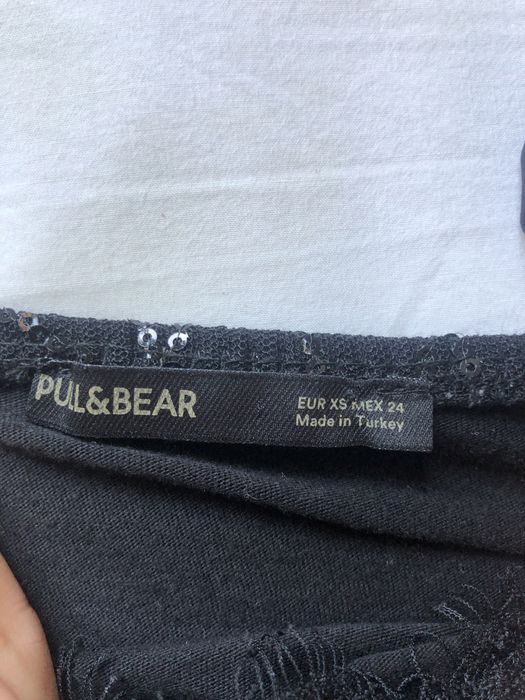 PULL&BEAR
EUR XS MEX 24
Made in Turkey